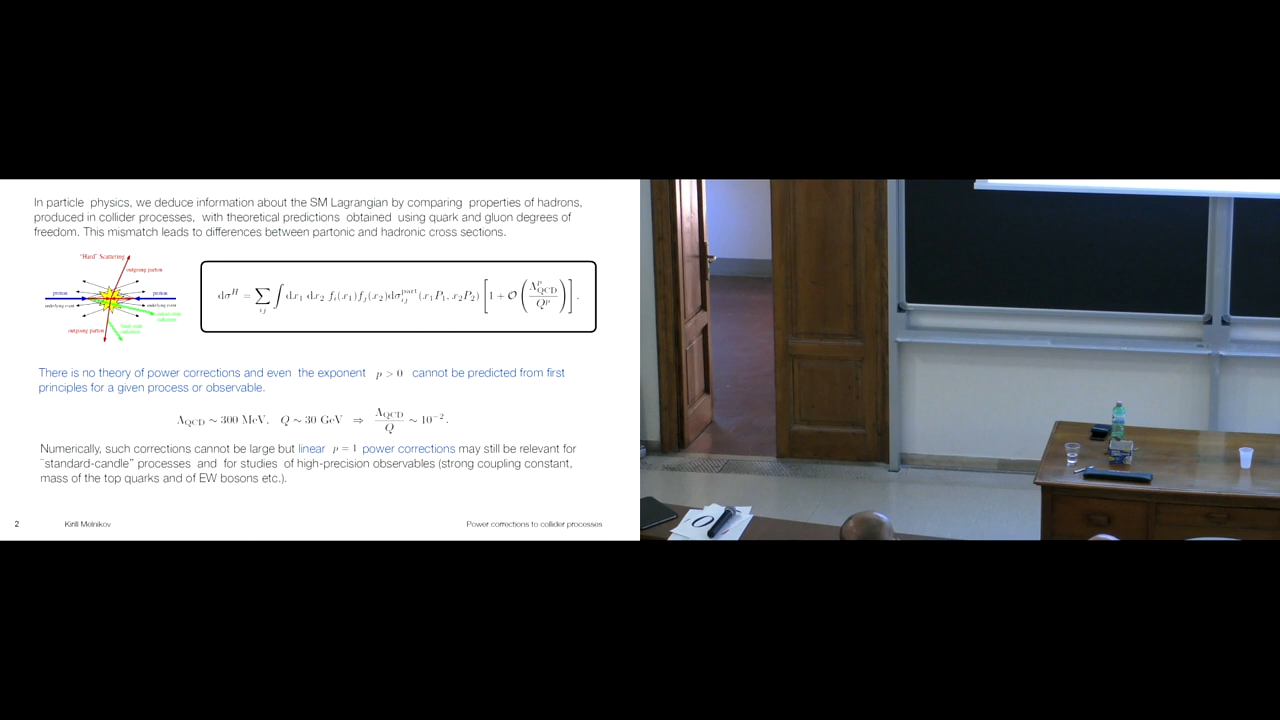 In particle physics, we deduce information about the SM Lagrangian by comparing properties of hadrons,
produced in collider processes, with theoretical predictions obtained using quark and gluon degrees of
freedom. This mismatch leads to differences between partonic and hadronic cross sections.
"Hard" Scattering
outgoing parton
proton
proton
underlying event
underlying event
outgoing parton
dσ^H = ∑_{ij} ∫ dx_1 dx_2 f_i(x_1) f_j(x_2) dσ_{ij}^{part}(x_1P_1, x_2P_2) [1 + O(Λ_{QCD}^p / Q^p)].
There is no theory of power corrections and even the exponent p > 0 cannot be predicted from first
principles for a given process or observable.
Λ_{QCD} ∼ 300 MeV, Q ∼ 30 GeV ⇒ Λ_{QCD} / Q ∼ 10^{-2}.
Numerically, such corrections cannot be large but linear p = 1 power corrections may still be relevant for
"standard-candle" processes and for studies of high-precision observables (strong coupling constant,
mass of the top quarks and of EW bosons etc.).
2 Kirill Melnikov Power corrections to collider processes